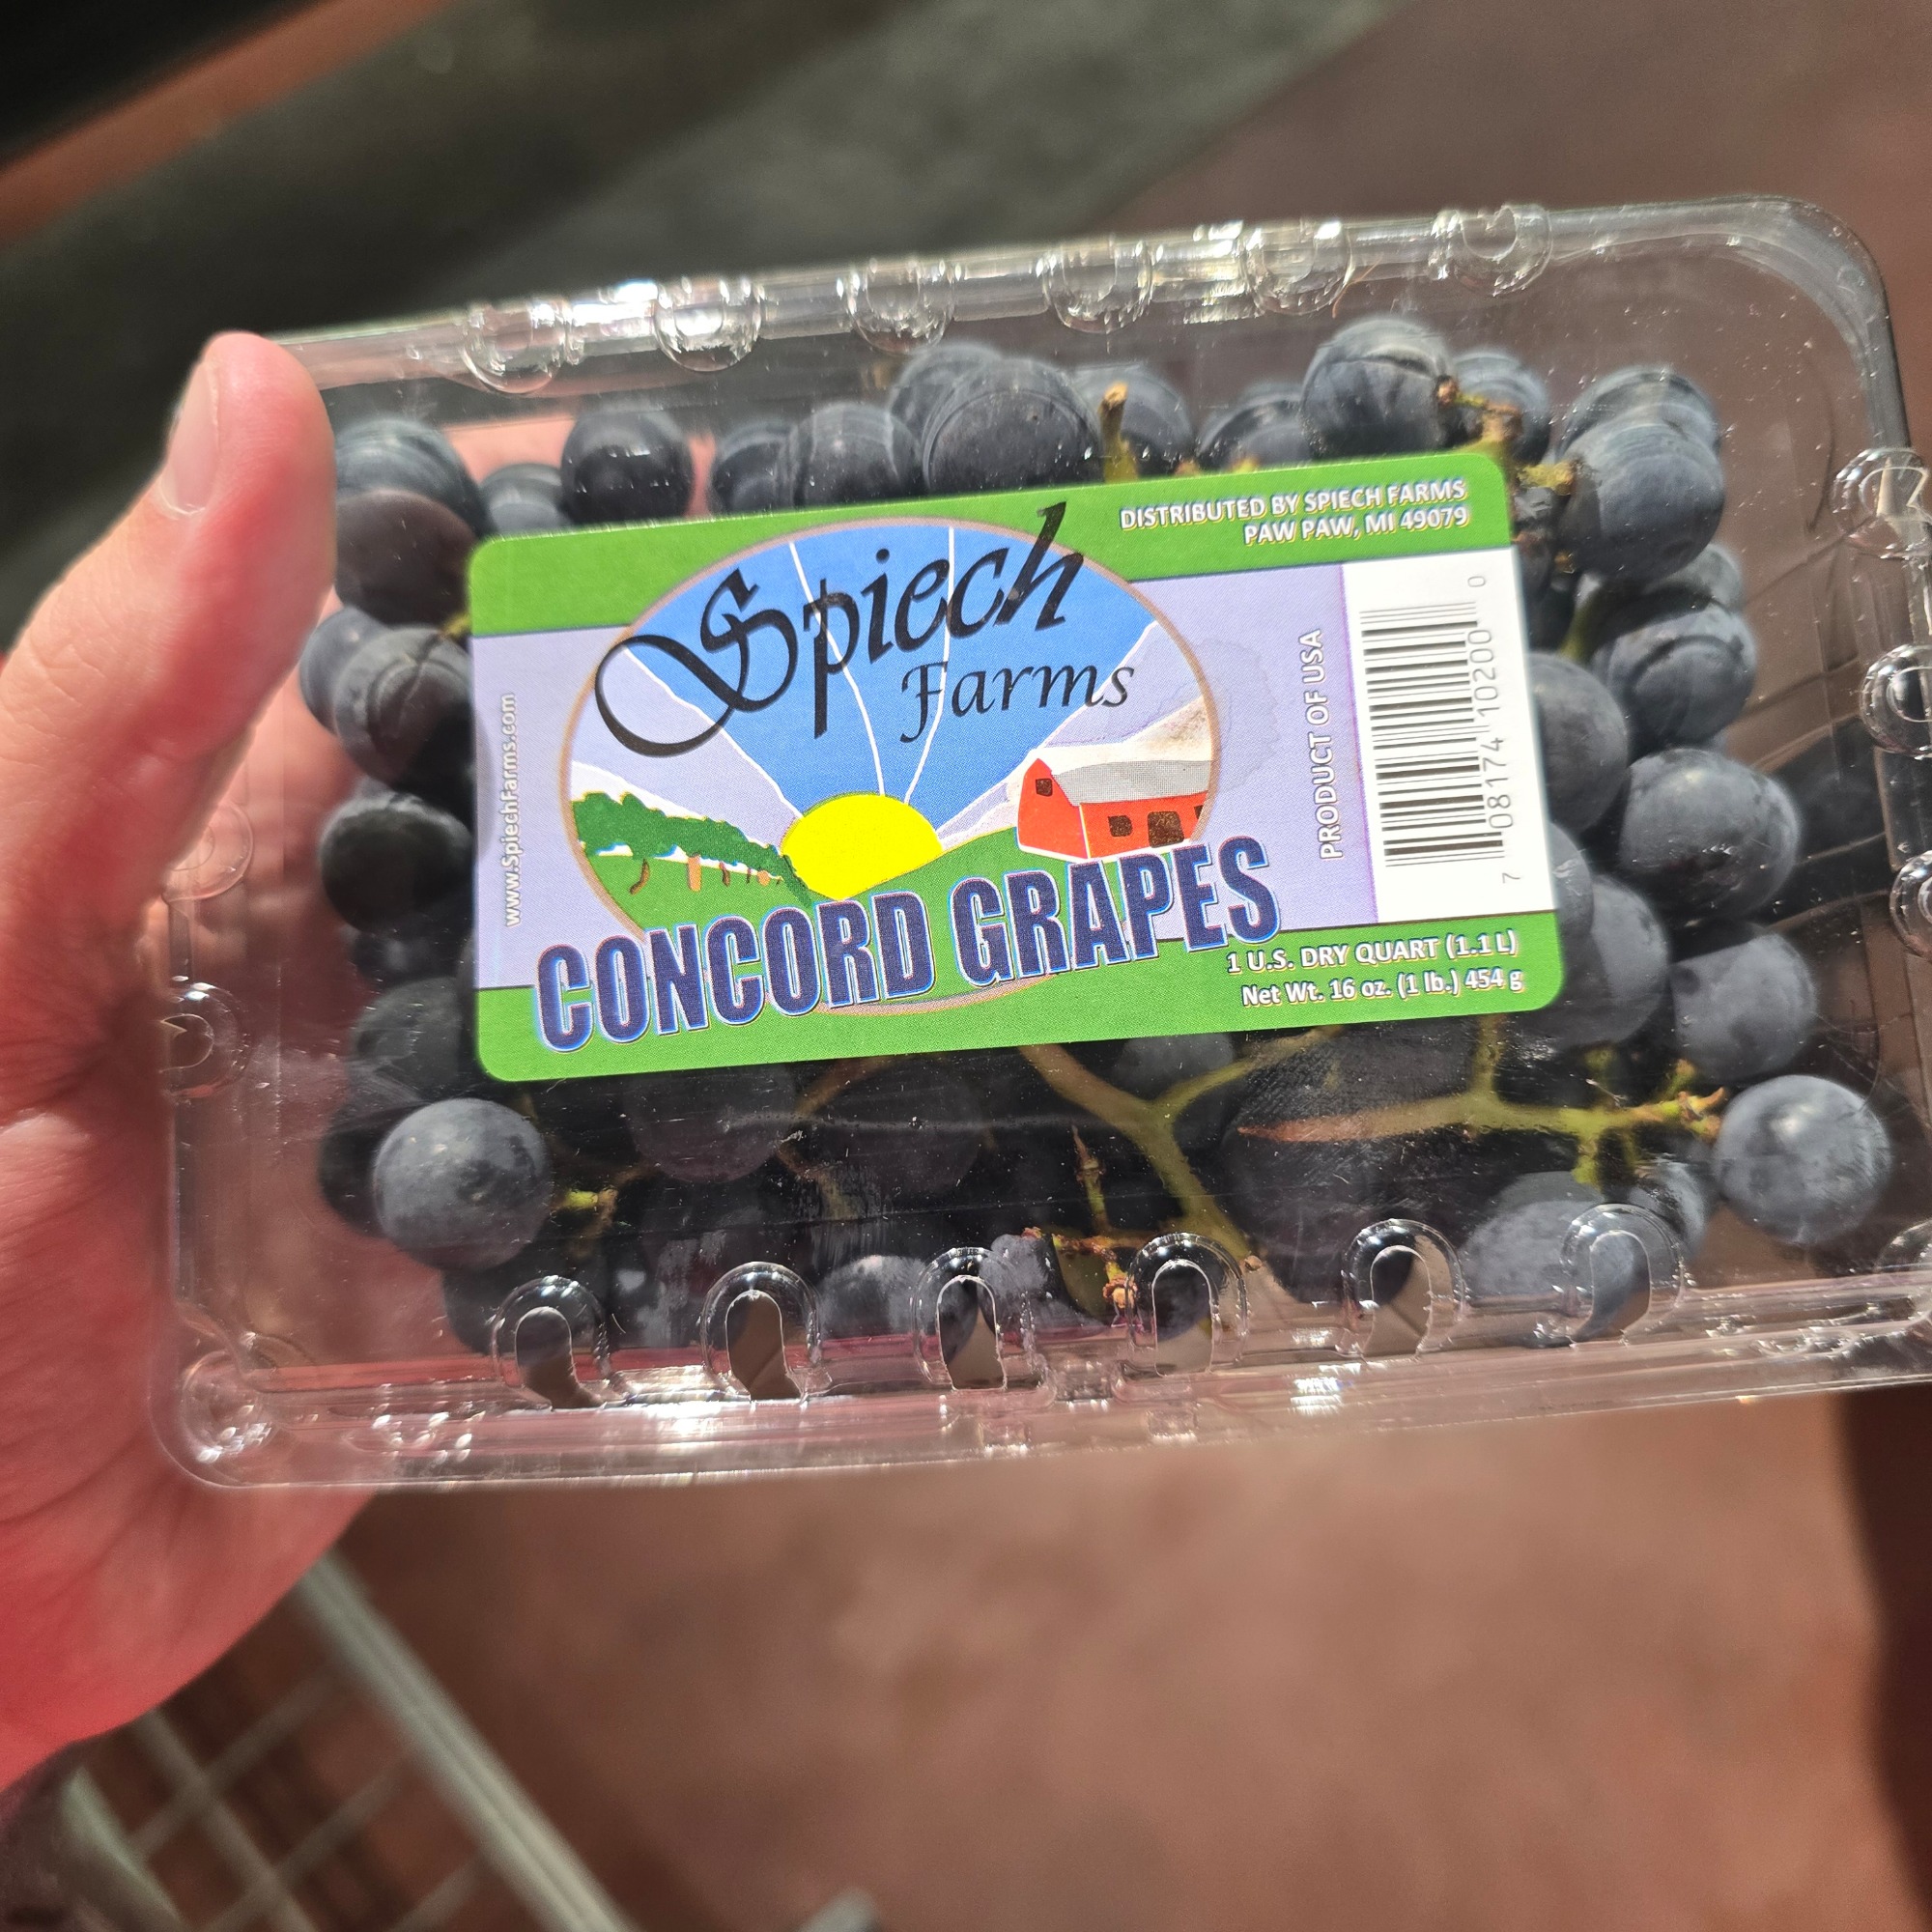 DISTRIBUTED BY SPIECH FARMS
PAW PAW, MI 49079
Spiech
Farms
www.SpiechFarms.com
PRODUCT OF USA
7 08174 10200 0
CONCORD GRAPES
1 U.S. DRY QUART (1.1 L)
Net Wt. 16 oz. (1 lb.) 454 g